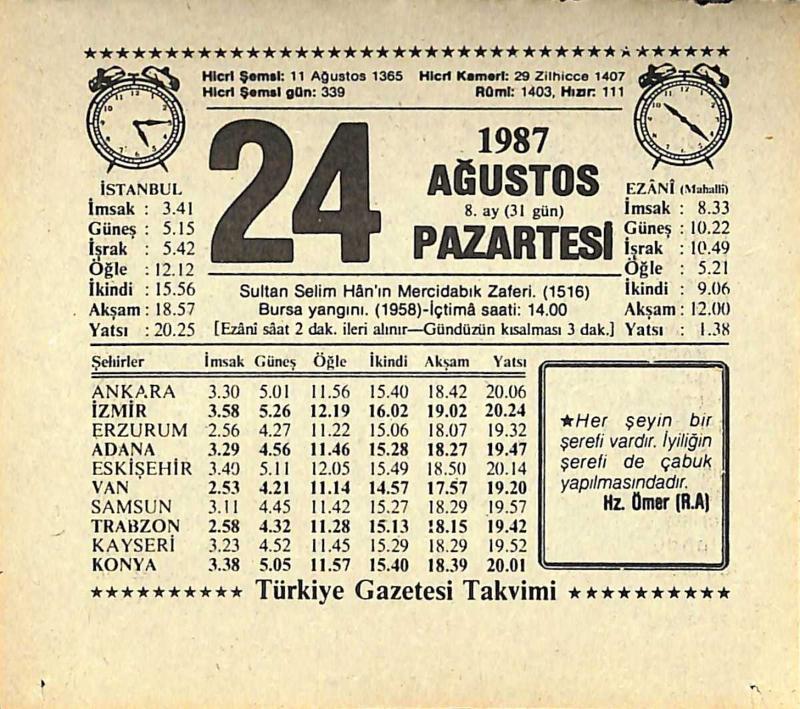 Hicrî Şemsî: 11 Ağustos 1365 Hicrî Kamerî: 29 Zilhicce 1407
Hicrî Şemsî gün: 339 Rûmî: 1403, Hızır: 111
24
1987
AĞUSTOS
8. ay (31 gün)
PAZARTESİ
İSTANBUL
İmsak : 3.41
Güneş : 5.15
İşrak : 5.42
Öğle : 12.12
İkindi : 15.56
Akşam : 18.57
Yatsı : 20.25
EZÂNÎ (Mahallî)
İmsak : 8.33
Güneş : 10.22
İşrak : 10.49
Öğle : 5.21
İkindi : 9.06
Akşam : 12.00
Yatsı : 1.38
Sultan Selim Hân'ın Mercidabık Zaferi. (1516)
Bursa yangını. (1958)-İçtimâ saati: 14.00
[Ezânî sâat 2 dak. ileri alınır—Gündüzün kısalması 3 dak.]
Şehirler İmsak Güneş Öğle İkindi Akşam Yatsı
ANKARA 3.30 5.01 11.56 15.40 18.42 20.06
İZMİR 3.58 5.26 12.19 16.02 19.02 20.24
ERZURUM 2.56 4.27 11.22 15.06 18.07 19.32
ADANA 3.29 4.56 11.46 15.28 18.27 19.47
ESKİŞEHİR 3.40 5.11 12.05 15.49 18.50 20.14
VAN 2.53 4.21 11.14 14.57 17.57 19.20
SAMSUN 3.11 4.45 11.42 15.27 18.29 19.57
TRABZON 2.58 4.32 11.28 15.13 18.15 19.42
KAYSERİ 3.23 4.52 11.45 15.29 18.29 19.52
KONYA 3.38 5.05 11.57 15.40 18.39 20.01
★Her şeyin bir
şerefi vardır. İyiliğin
şerefi de çabuk
yapılmasındadır.
Hz. Ömer (R.A)
★★★★★★★★★★ Türkiye Gazetesi Takvimi ★★★★★★★★★★